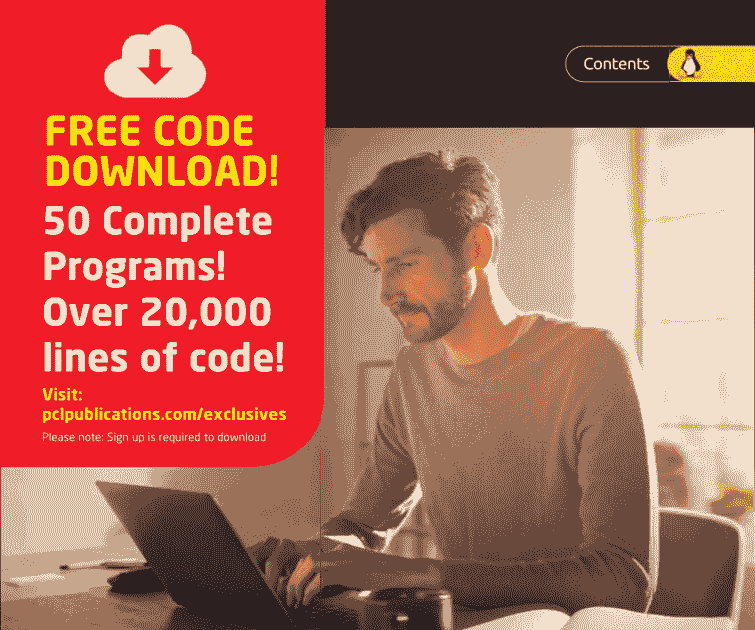 FREE CODE
DOWNLOAD!
50 Complete
Programs!
Over 20,000
lines of code!
Visit:
pclpublications.com/exclusives
Please note: Sign up is required to download
Contents